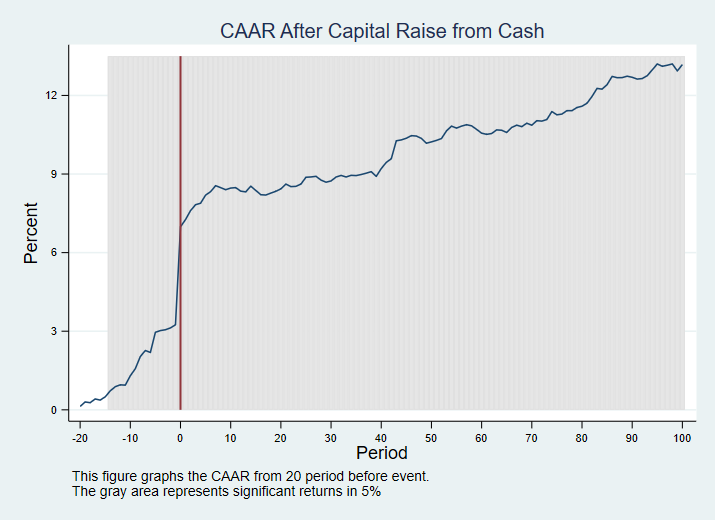 CAAR After Capital Raise from Cash
12
9
6
3
0
Percent
-20 -10 0 10 20 30 40 50 60 70 80 90 100
Period
This figure graphs the CAAR from 20 period before event.
The gray area represents significant returns in 5%